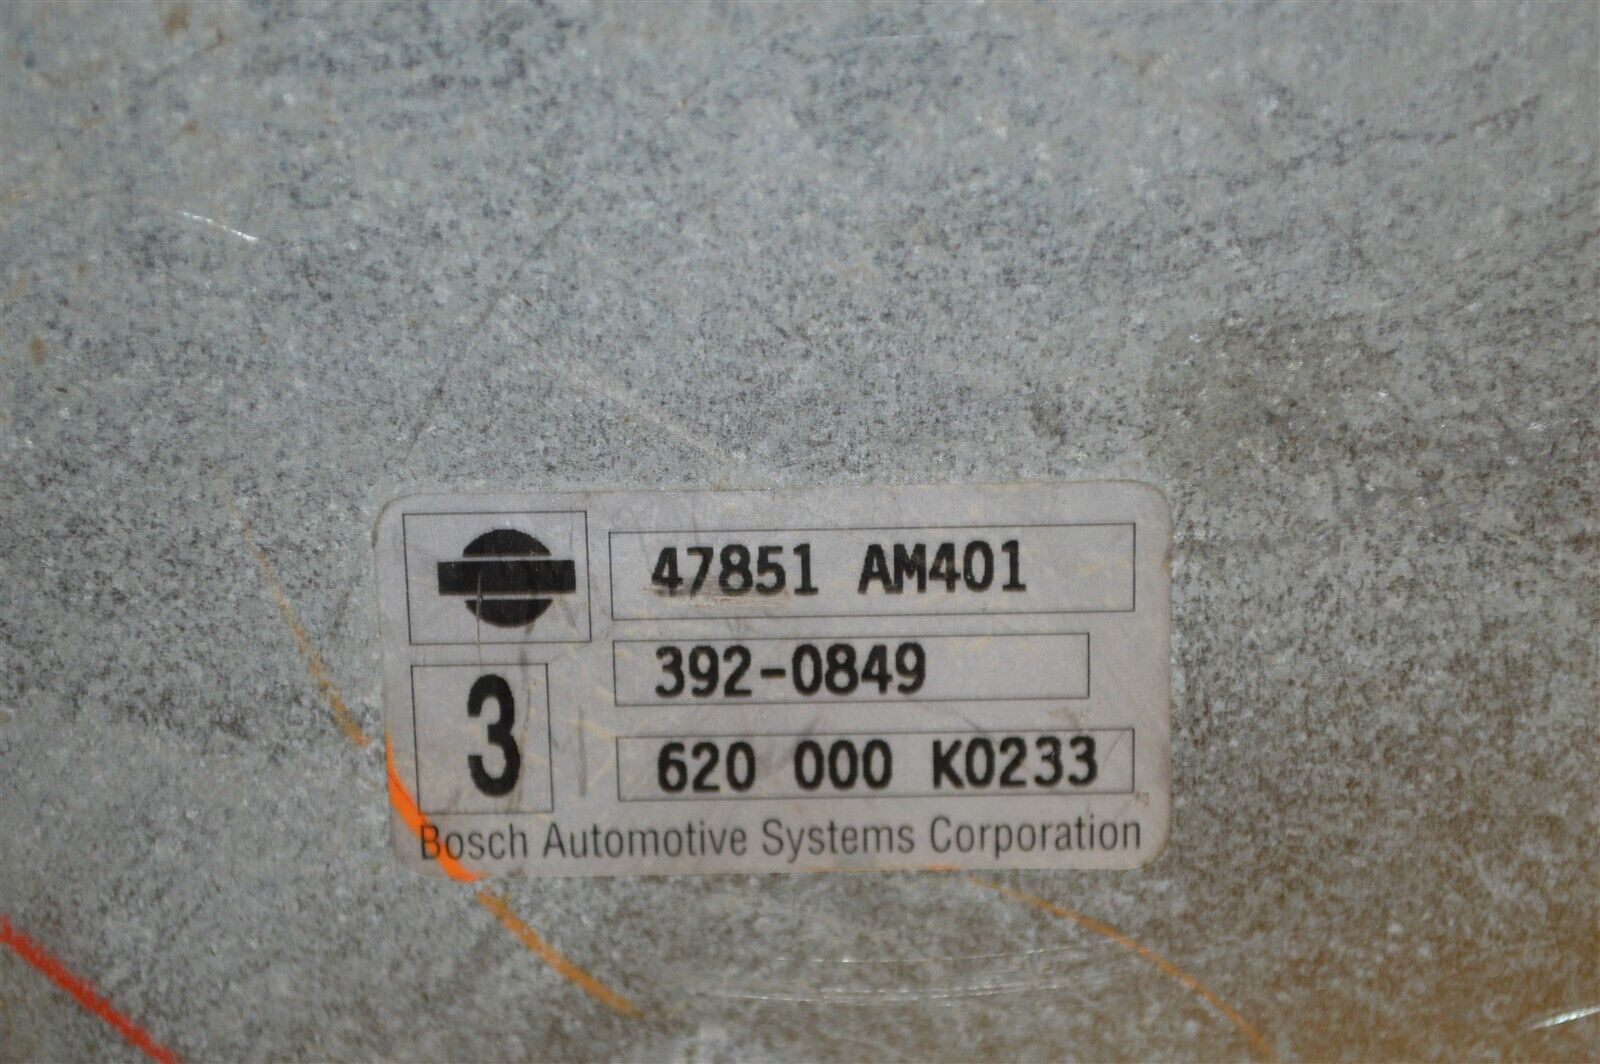 47851 AM401
392-0849
3
620 000 K0233
Bosch Automotive Systems Corporation